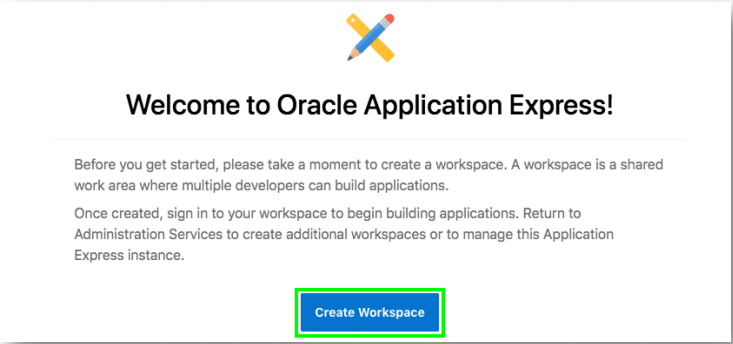 Welcome to Oracle Application Express!
Before you get started, please take a moment to create a workspace. A workspace is a shared
work area where multiple developers can build applications.
Once created, sign in to your workspace to begin building applications. Return to
Administration Services to create additional workspaces or to manage this Application
Express instance.
Create Workspace